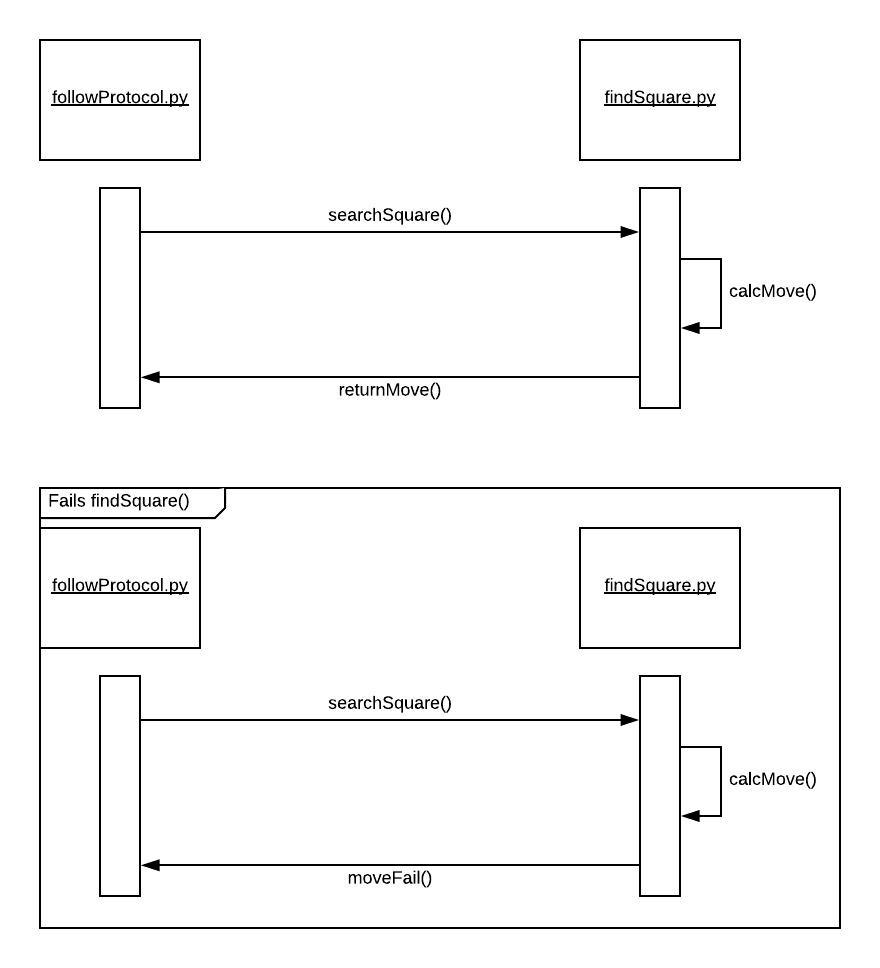 followProtocol.py
findSquare.py
searchSquare()
calcMove()
returnMove()
Fails findSquare()
followProtocol.py
findSquare.py
searchSquare()
calcMove()
moveFail()